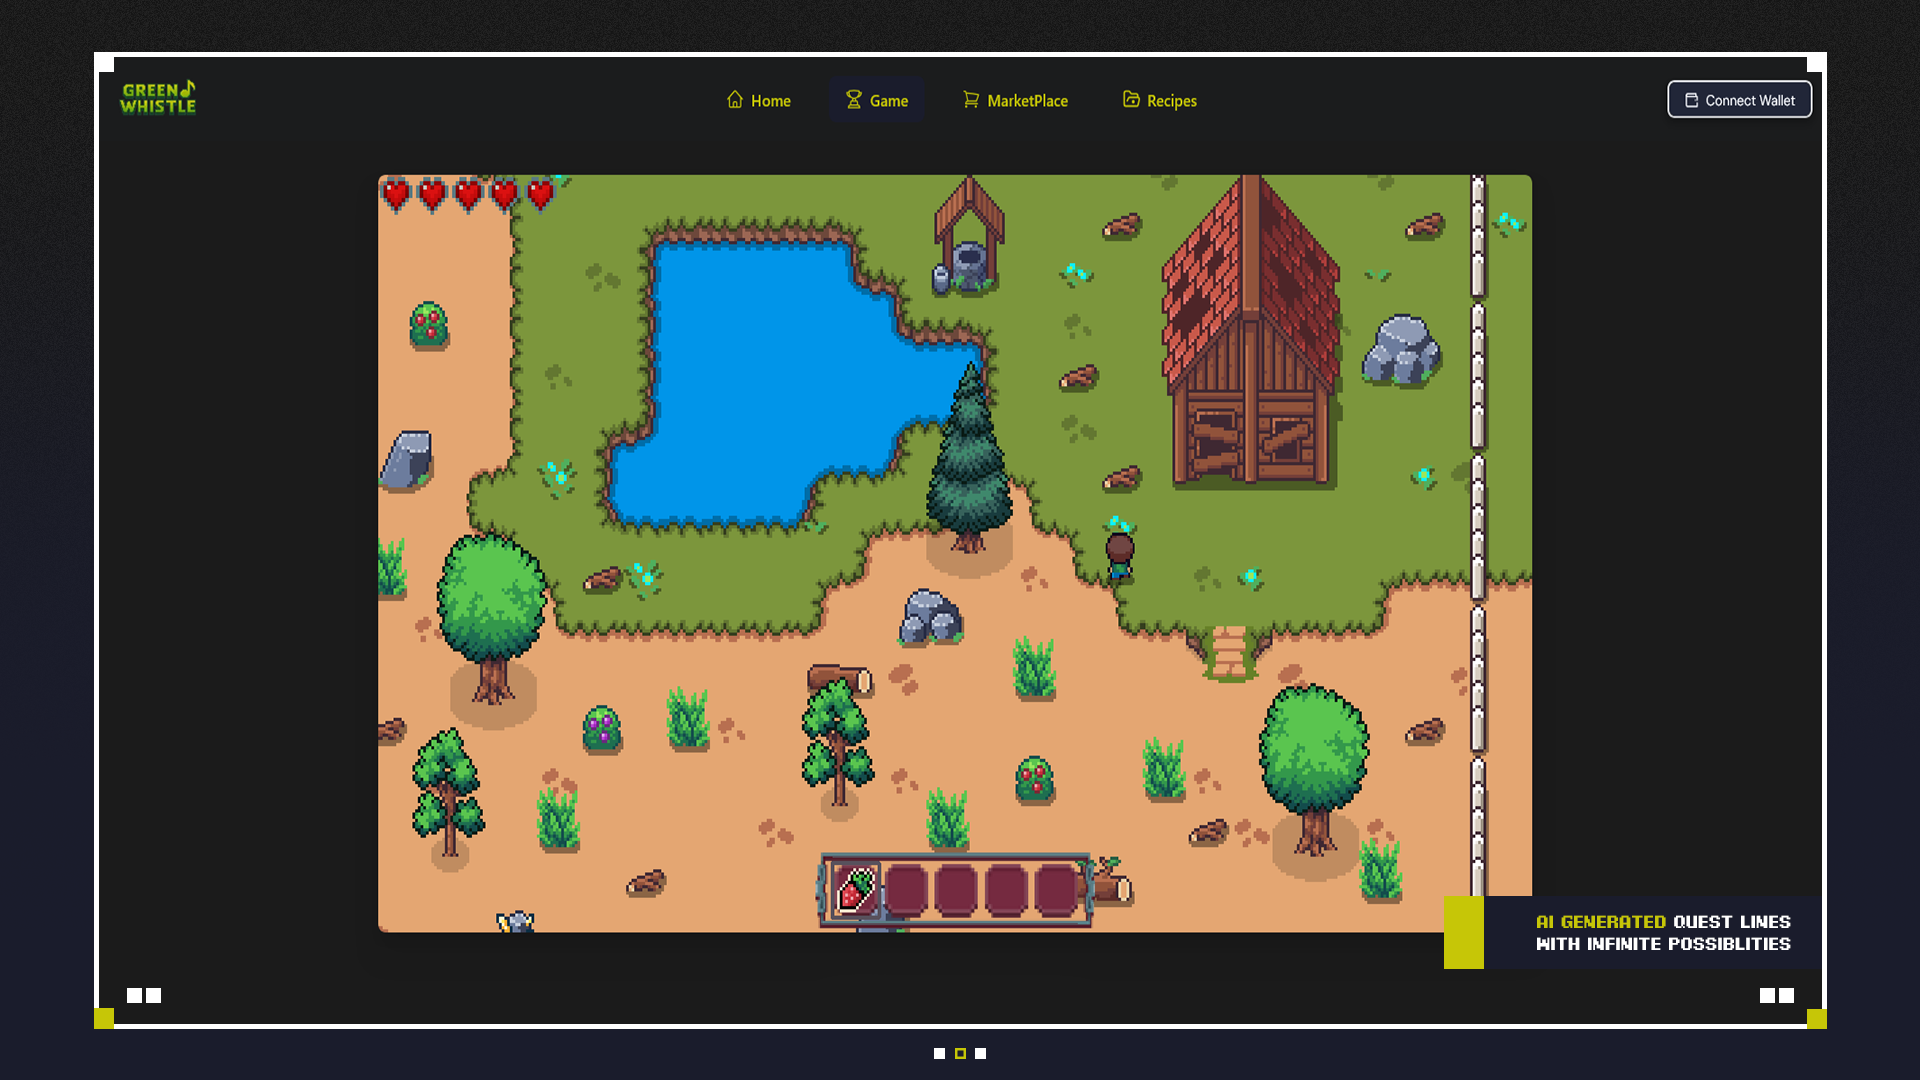 GREEN
WHISTLE
Home
Game
MarketPlace
Recipes
Connect Wallet
AI GENERATED QUEST LINES
WITH INFINITE POSSIBLITIES